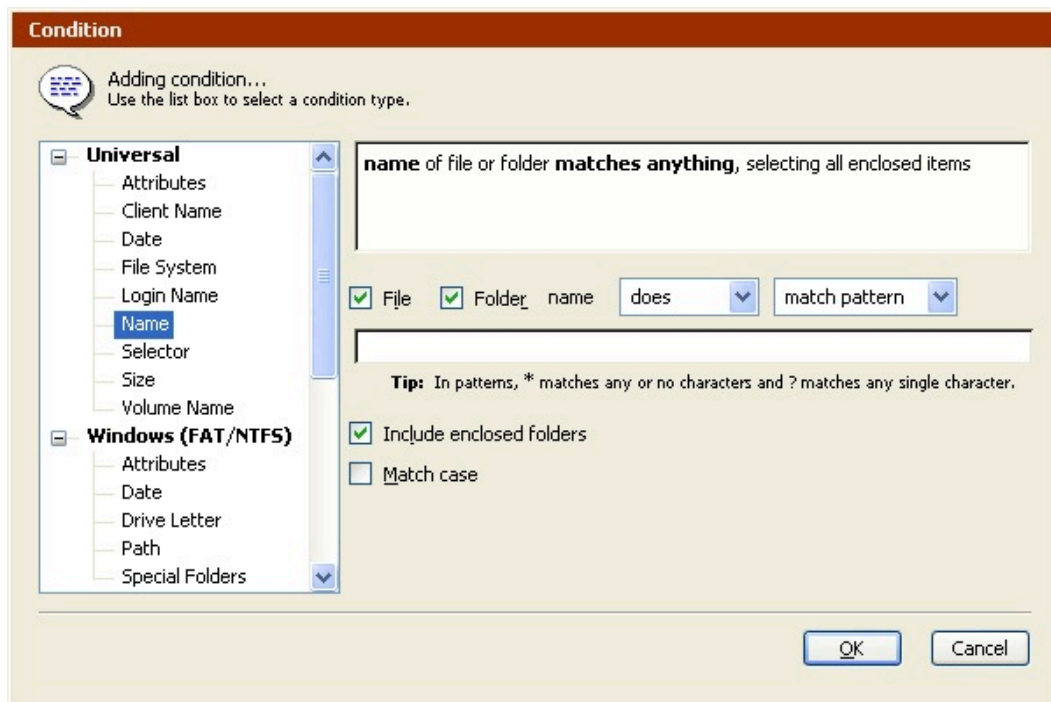 Condition
Adding condition...
Use the list box to select a condition type.
Universal
Attributes
Client Name
Date
File System
Login Name
Name
Selector
Size
Volume Name
Windows (FAT/NTFS)
Attributes
Date
Drive Letter
Path
Special Folders
name of file or folder matches anything, selecting all enclosed items
File Folder name does match pattern
Tip: In patterns, * matches any or no characters and ? matches any single character.
Include enclosed folders
Match case
OK Cancel